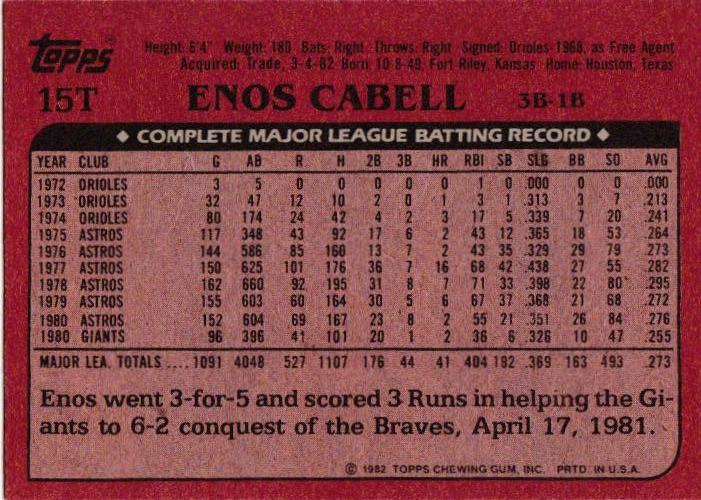 Topps
Height: 6'4" Weight: 180 Bats: Right Throws: Right Signed: Orioles-1968, as Free Agent
Acquired: Trade, 3-4-82 Born: 10-8-49, Fort Riley, Kansas Home: Houston, Texas
15T ENOS CABELL 3B-1B
◆ COMPLETE MAJOR LEAGUE BATTING RECORD ◆
YEAR CLUB G AB R H 2B 3B HR RBI SB SLG BB SO AVG
1972 ORIOLES 3 5 0 0 0 0 0 1 0 .000 0 0 .000
1973 ORIOLES 32 47 12 10 2 0 1 3 1 .313 3 7 .213
1974 ORIOLES 80 174 24 42 4 2 3 17 5 .339 7 20 .241
1975 ASTROS 117 348 43 92 17 6 2 43 12 .365 18 53 .264
1976 ASTROS 144 586 85 160 13 7 2 43 35 .329 29 79 .273
1977 ASTROS 150 625 101 176 36 7 16 68 42 .438 27 55 .282
1978 ASTROS 162 660 92 195 31 8 7 71 33 .398 22 80 .295
1979 ASTROS 155 603 60 164 30 5 6 67 37 .368 21 68 .272
1980 ASTROS 152 604 69 167 23 8 2 55 21 .351 26 84 .276
1980 GIANTS 96 396 41 101 20 1 2 36 6 .326 10 47 .255
MAJOR LEA. TOTALS .... 1091 4048 527 1107 176 44 41 404 192 .369 163 493 .273
Enos went 3-for-5 and scored 3 Runs in helping the Gi-
ants to 6-2 conquest of the Braves, April 17, 1981.
© 1982 TOPPS CHEWING GUM, INC. PRTD. IN U.S.A.